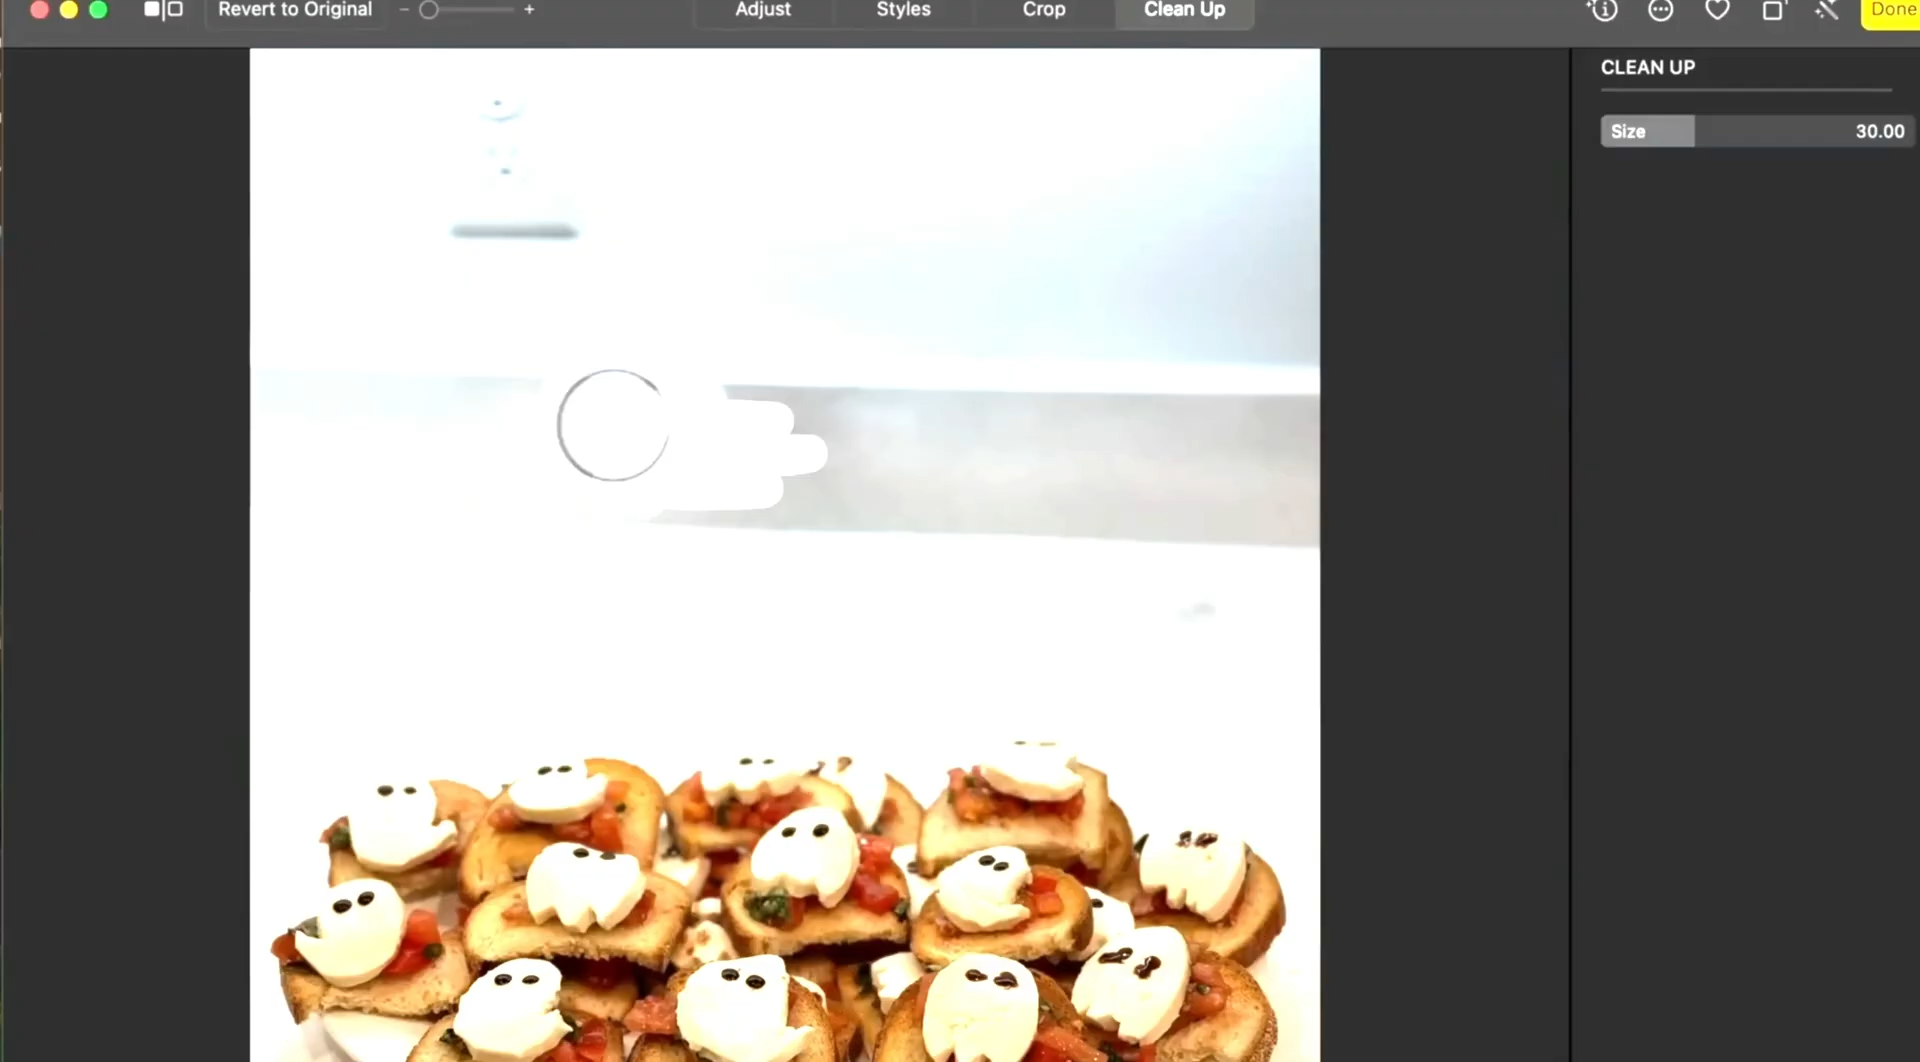 Revert to Original
Adjust
Styles
Crop
Clean Up
Done
CLEAN UP
Size
30.00